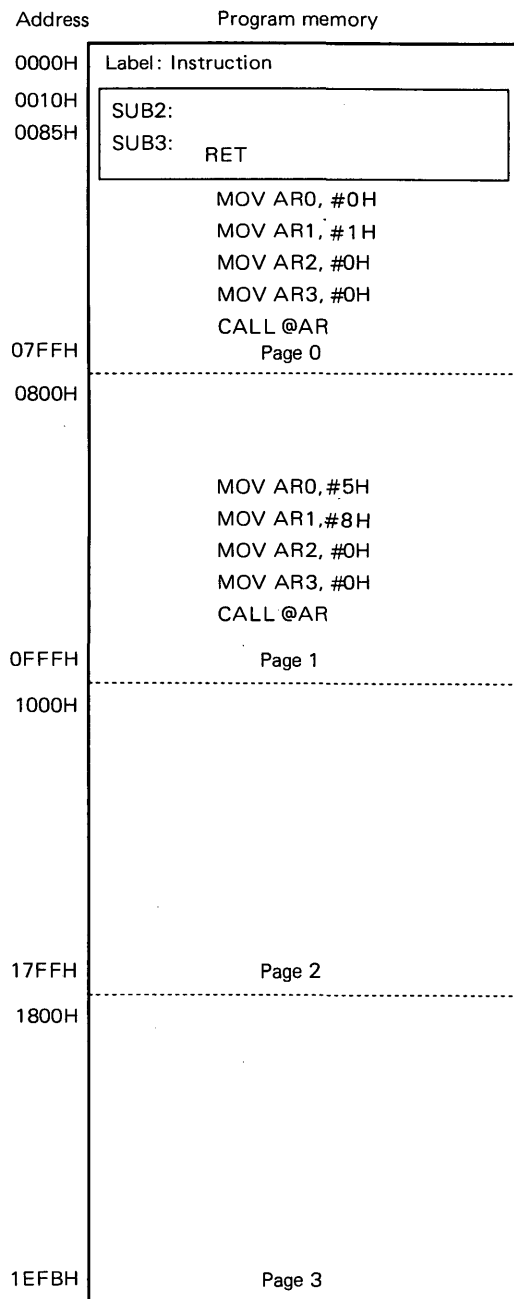 Address Program memory
0000H Label: Instruction
0010H SUB2:
0085H SUB3:
RET
MOV AR0, #0H
MOV AR1, #1H
MOV AR2, #0H
MOV AR3, #0H
CALL @AR
07FFH Page 0
0800H
MOV AR0, #5H
MOV AR1,#8H
MOV AR2, #0H
MOV AR3, #0H
CALL @AR
0FFFH Page 1
1000H
17FFH Page 2
1800H
1EFBH Page 3